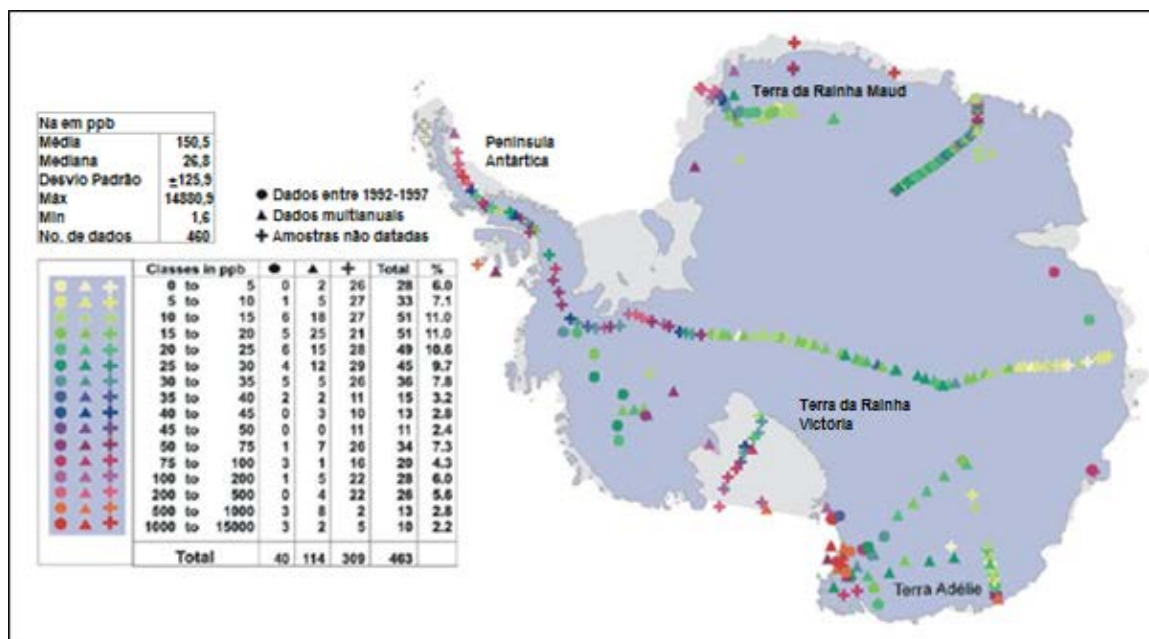 Na em ppb
Média 150,5
Mediana 26,8
Desvio Padrão ±125,9
Máx 14880,9
Min 1,6
No. de dados 460
● Dados entre 1992-1997
▲ Dados multianuais
+ Amostras não datadas
Classes in ppb ● ▲ + Total %
0 to 5 0 2 26 28 6.0
5 to 10 1 5 27 33 7.1
10 to 15 6 18 27 51 11.0
15 to 20 5 25 21 51 11.0
20 to 25 6 15 28 49 10.6
25 to 30 4 12 29 45 9.7
30 to 35 5 5 26 36 7.8
35 to 40 2 2 11 15 3.2
40 to 45 0 3 10 13 2.8
45 to 50 0 0 11 11 2.4
50 to 75 1 7 26 34 7.3
75 to 100 3 1 16 20 4.3
100 to 200 1 5 22 28 6.0
200 to 500 0 4 22 26 5.6
500 to 1000 3 8 2 13 2.8
1000 to 15000 3 2 5 10 2.2
Total 40 114 309 463
Terra da Rainha Maud
Península
Antártica
Terra da Rainha
Victória
Terra Adélie